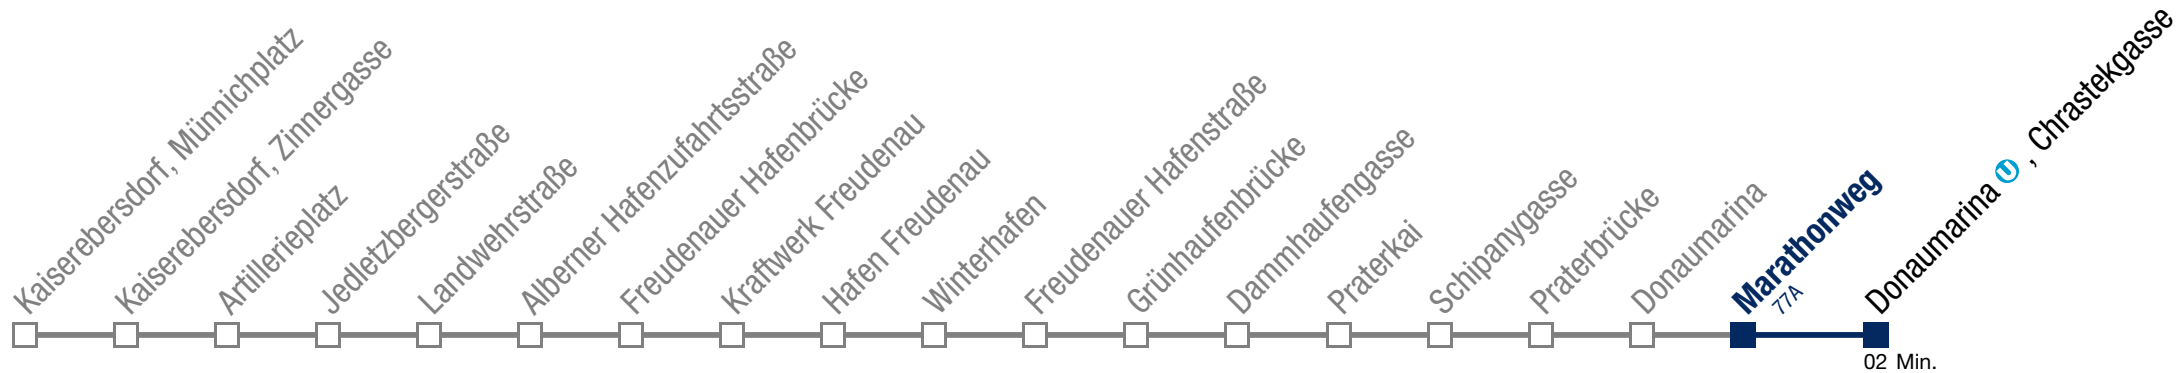 Kaiserebersdorf, Münnichplatz
Kaiserebersdorf, Zinnergasse
Artillerieplatz
Jedletzbergerstraße
Landwehrstraße
Alberner Hafenzufahrtsstraße
Freudenauer Hafenbrücke
Kraftwerk Freudenau
Hafen Freudenau
Winterhafen
Freudenauer Hafenstraße
Grünhaufenbrücke
Dammhaufengasse
Praterkai
Schipanygasse
Praterbrücke
Donaumarina
Marathonweg
77A
Donaumarina U, Chrastekgasse
02 Min.